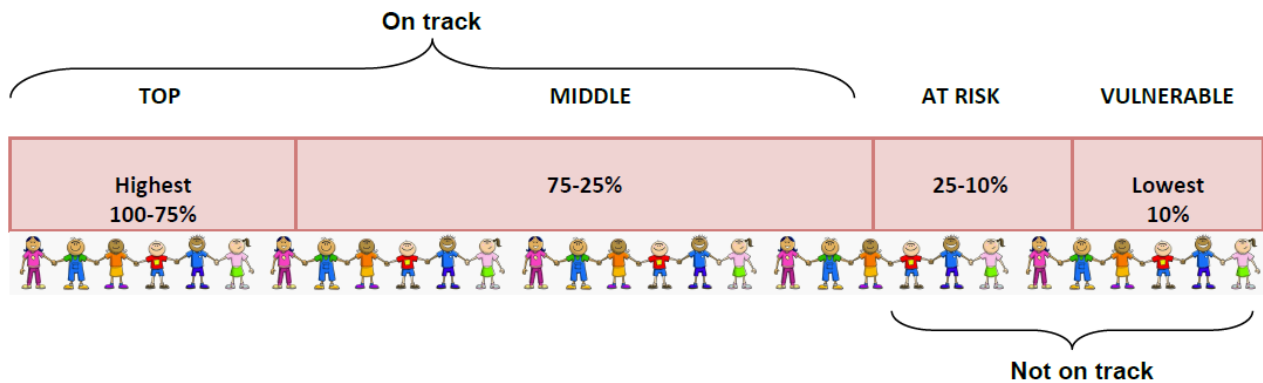 On track
TOP MIDDLE AT RISK VULNERABLE
Highest
100-75%
75-25%
25-10%
Lowest
10%
Not on track